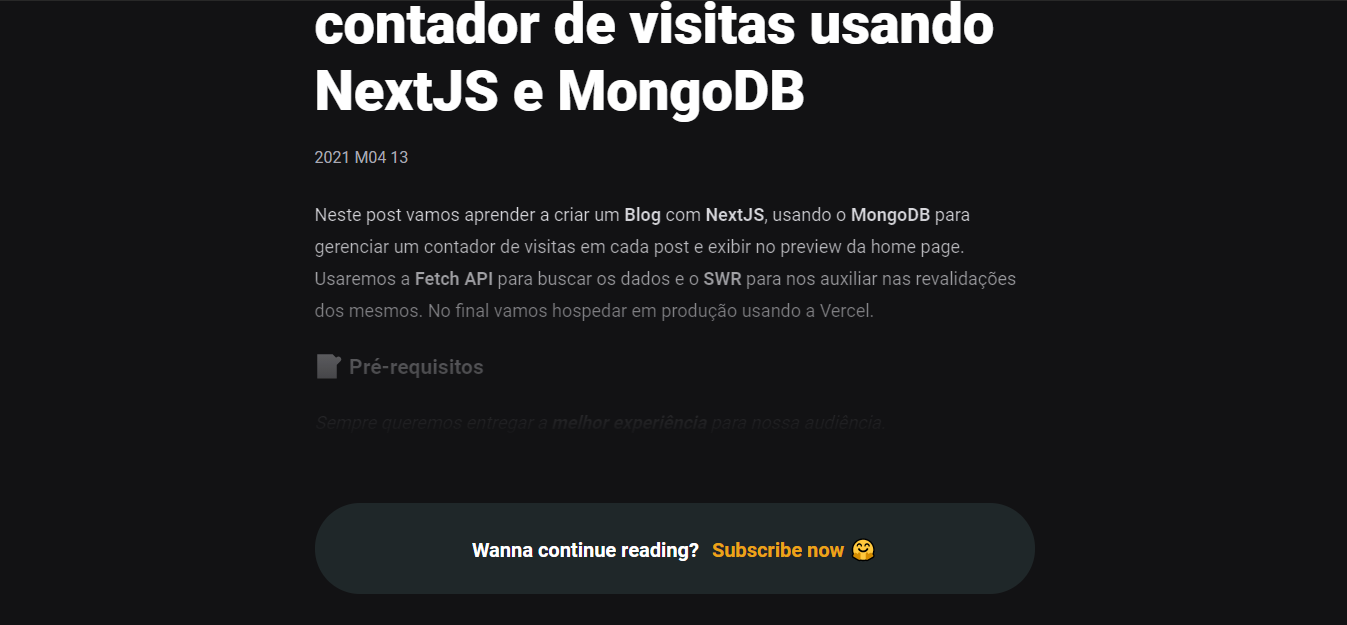 contador de visitas usando
NextJS e MongoDB
2021 M04 13
Neste post vamos aprender a criar um Blog com NextJS, usando o MongoDB para
gerenciar um contador de visitas em cada post e exibir no preview da home page.
Usaremos a Fetch API para buscar os dados e o SWR para nos auxiliar nas revalidações
dos mesmos. No final vamos hospedar em produção usando a Vercel.
Pré-requisitos
Sempre queremos entregar a melhor experiência para nossa audiência.
Wanna continue reading? Subscribe now 🤗